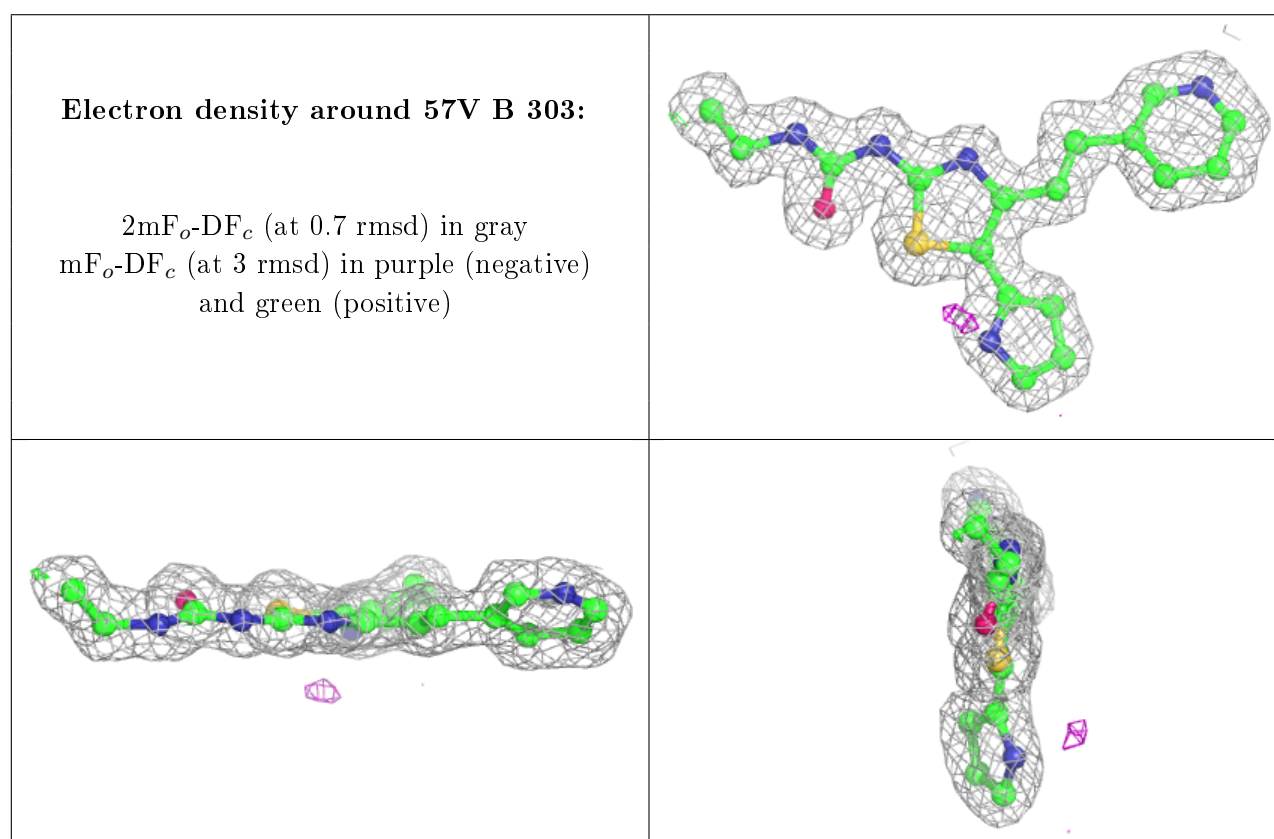 Electron density around 57V B 303:
2mFo-DFc (at 0.7 rmsd) in gray
mFo-DFc (at 3 rmsd) in purple (negative)
and green (positive)